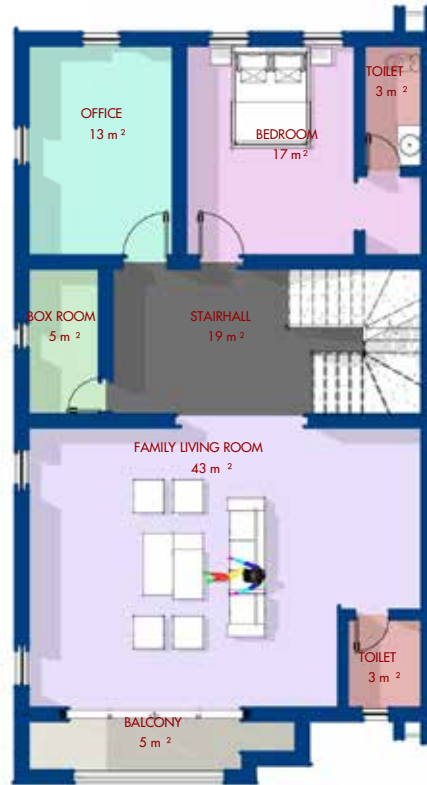 TOILET
3 m ²
OFFICE
13 m ²
BEDROOM
17 m ²
BOX ROOM
5 m ²
STAIRHALL
19 m ²
FAMILY LIVING ROOM
43 m ²
TOILET
3 m ²
BALCONY
5 m ²